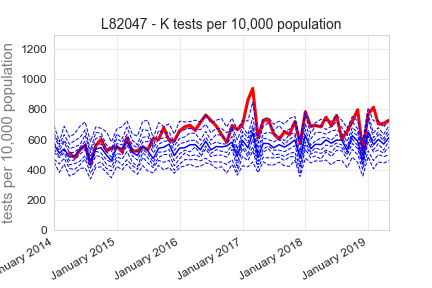 L82047 - K tests per 10,000 population
tests per 10,000 population
1200
1000
800
600
400
200
0
nuary 2014
January 2015
January 2016
January 2017
January 2018
January 2019